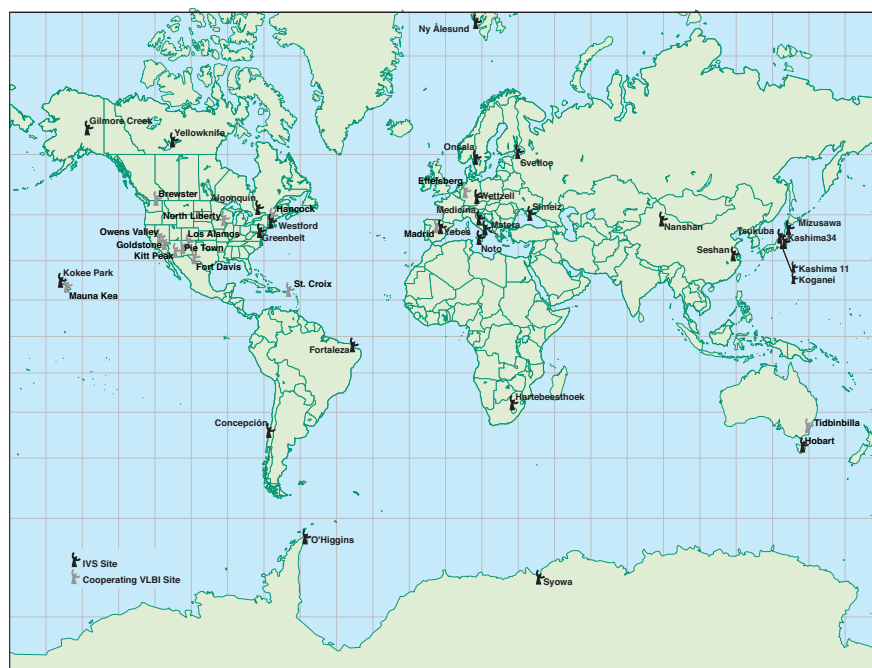 Ny Ålesund
Gilmore Creek
Yellowknife
Onsala
Svetloe
Effelsberg
Brewster
Algonquin
Wettzell
Hancock
Medicina
Simeiz
North Liberty
Westford
Nanshan
Mizusawa
Owens Valley
Los Alamos
Greenbelt
Madrid
Yebes
Matera
Tsukuba
Kashima34
Goldstone
Pie Town
Noto
Seshan
Kitt Peak
Fort Davis
Kashima 11
Kokee Park
Koganei
St. Croix
Mauna Kea
Fortaleza
Hartebeesthoek
Concepción
Tidbinbilla
Hobart
O'Higgins
IVS Site
Cooperating VLBI Site
Syowa